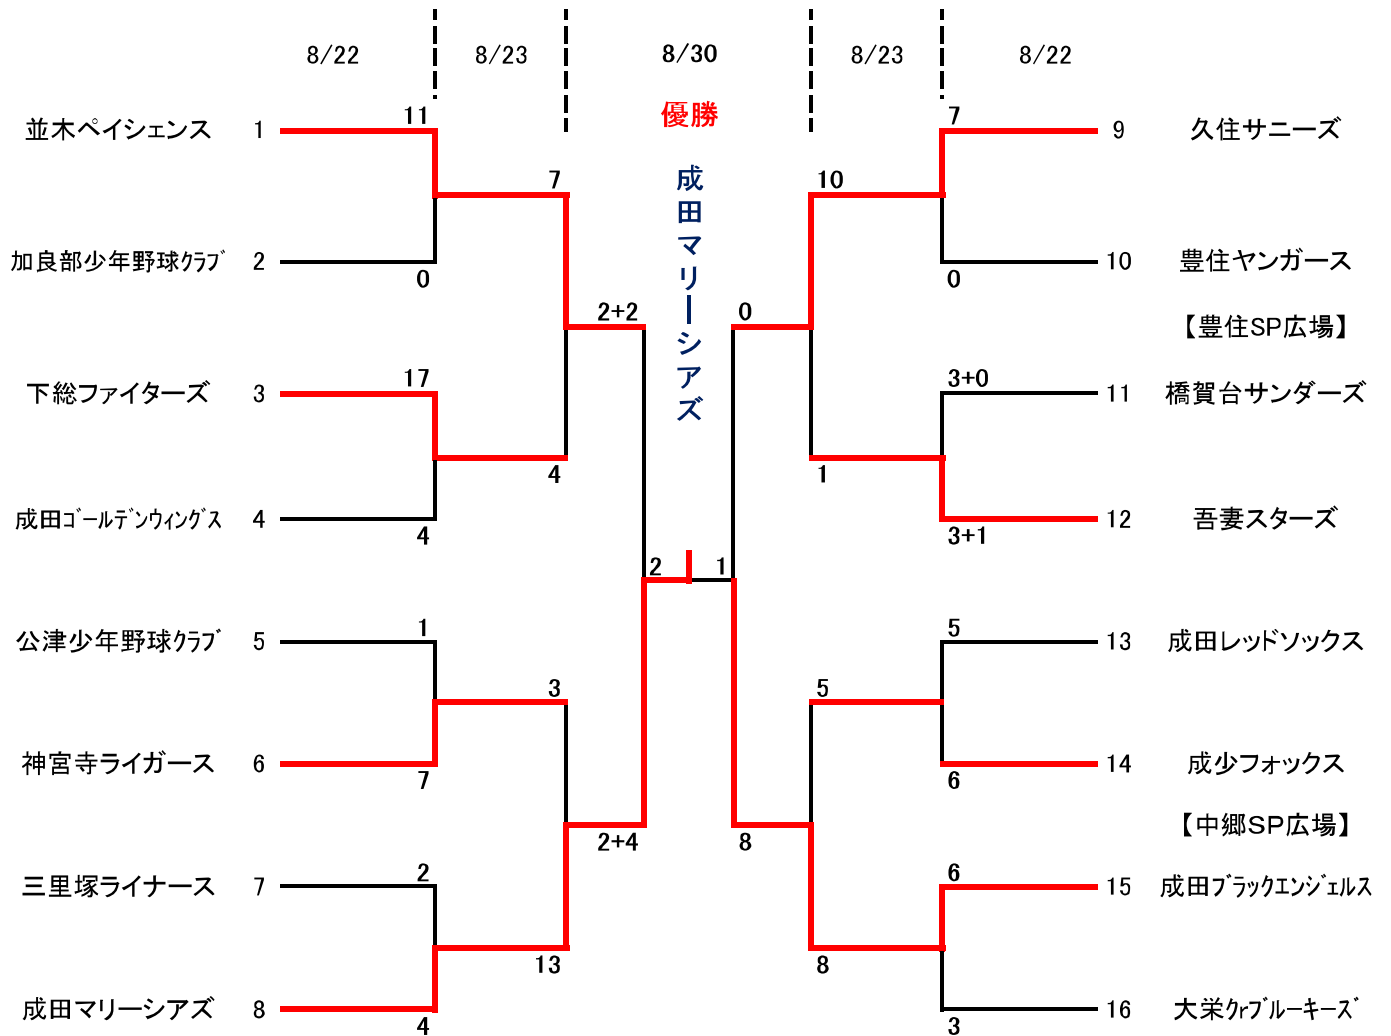 8/22
8/23
8/30
8/23
8/22
優勝
成田マリーシアズ
並木ペイシェンス 1 11
加良部少年野球クラブ 2 0
7
下総ファイターズ 3 17
成田ゴールデンウィングス 4 4
4
2+2
公津少年野球クラブ 5 1
神宮寺ライガース 6 7
3
三里塚ライナース 7 2
成田マリーシアズ 8 4
13
2+4
2
1
7 9 久住サニーズ
0 10 豊住ヤンガース
10
【豊住SP広場】
3+0 11 橋賀台サンダーズ
3+1 12 吾妻スターズ
1
0
5 13 成田レッドソックス
6 14 成少フォックス
5
【中郷SP広場】
6 15 成田ブラックエンジェルス
3 16 大栄クrブルーキーズ
8
8